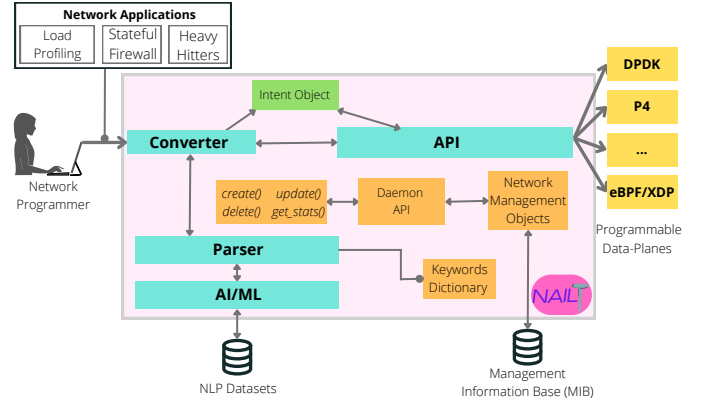 Network Applications
Load
Profiling
Stateful
Firewall
Heavy
Hitters
Intent Object
Converter
API
DPDK
P4
...
eBPF/XDP
Programmable
Data-Planes
Network
Programmer
create() update()
delete() get_stats()
Daemon
API
Network
Management
Objects
Parser
Keywords
Dictionary
AI/ML
NAIL
NLP Datasets
Management
Information Base (MIB)